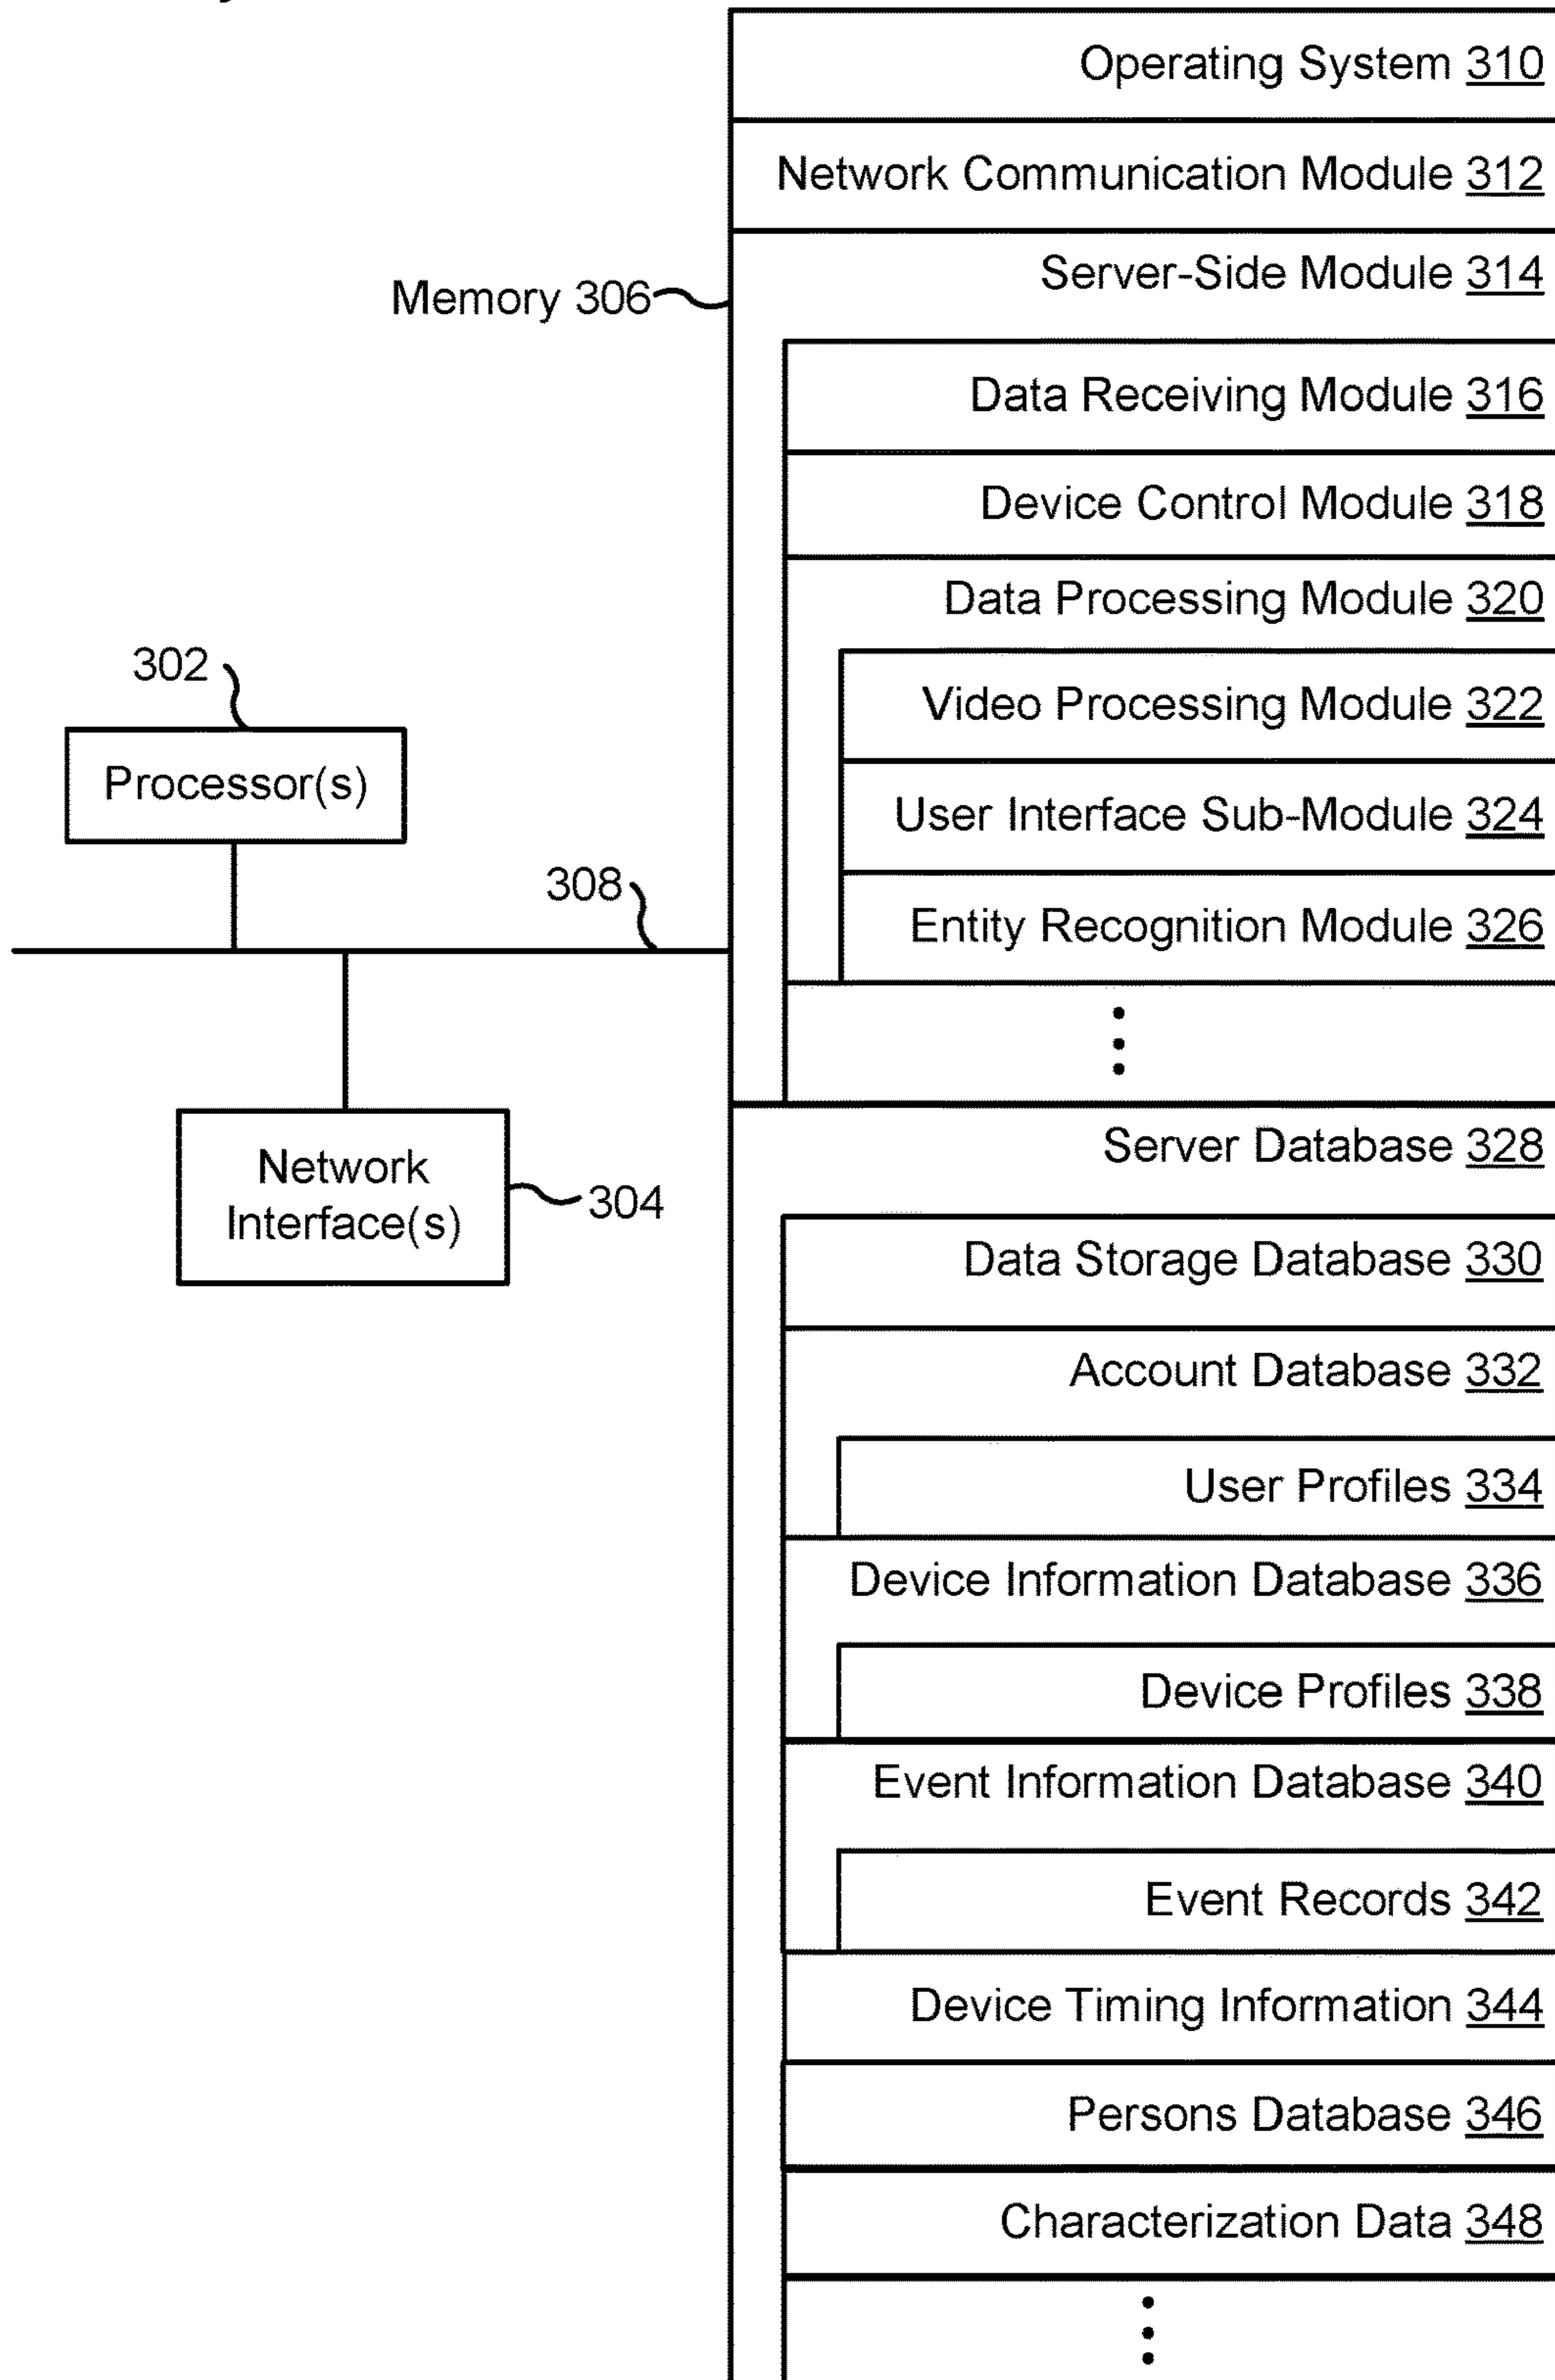 Operating System 310
Network Communication Module 312
Server-Side Module 314
Memory 306
Data Receiving Module 316
Device Control Module 318
Data Processing Module 320
302
Video Processing Module 322
Processor(s)
User Interface Sub-Module 324
308
Entity Recognition Module 326
Server Database 328
Network
Interface(s)
304
Data Storage Database 330
Account Database 332
User Profiles 334
Device Information Database 336
Device Profiles 338
Event Information Database 340
Event Records 342
Device Timing Information 344
Persons Database 346
Characterization Data 348